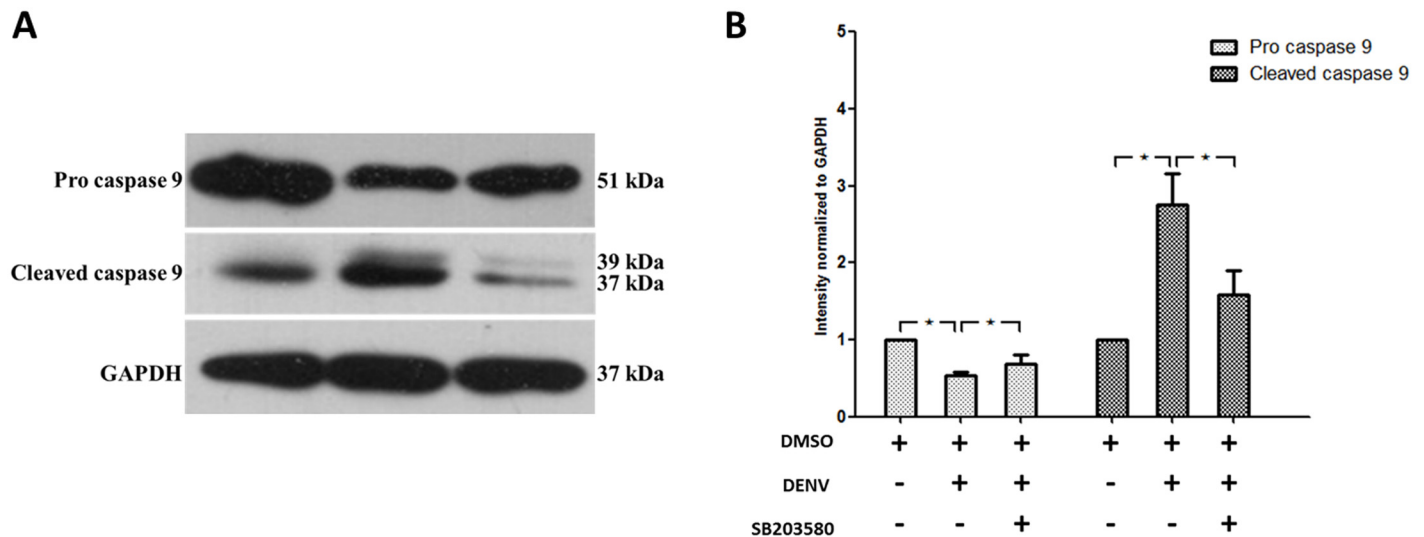 A
Pro caspase 9 51 kDa
Cleaved caspase 9 39 kDa
37 kDa
GAPDH 37 kDa
B
Pro caspase 9
Cleaved caspase 9
Intensity normalized to GAPDH
5
4
3
2
1
0
* *
* *
DMSO + + + + + +
DENV - + + - + +
SB203580 - - + - - +